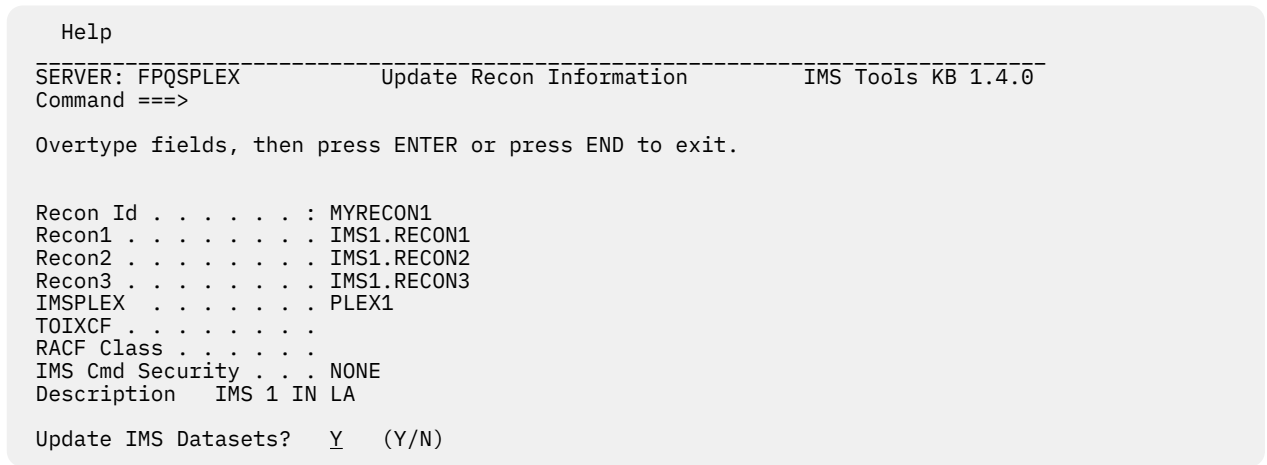 Help
SERVER: FPQSPLEX Update Recon Information IMS Tools KB 1.4.0
Command ===>
Overtype fields, then press ENTER or press END to exit.
Recon Id . . . . . . : MYRECON1
Recon1 . . . . . . . . IMS1.RECON1
Recon2 . . . . . . . . IMS1.RECON2
Recon3 . . . . . . . . IMS1.RECON3
IMSPLEX . . . . . . . PLEX1
TOIXCF . . . . . . . .
RACF Class . . . . . .
IMS Cmd Security . . . NONE
Description IMS 1 IN LA
Update IMS Datasets? Y (Y/N)